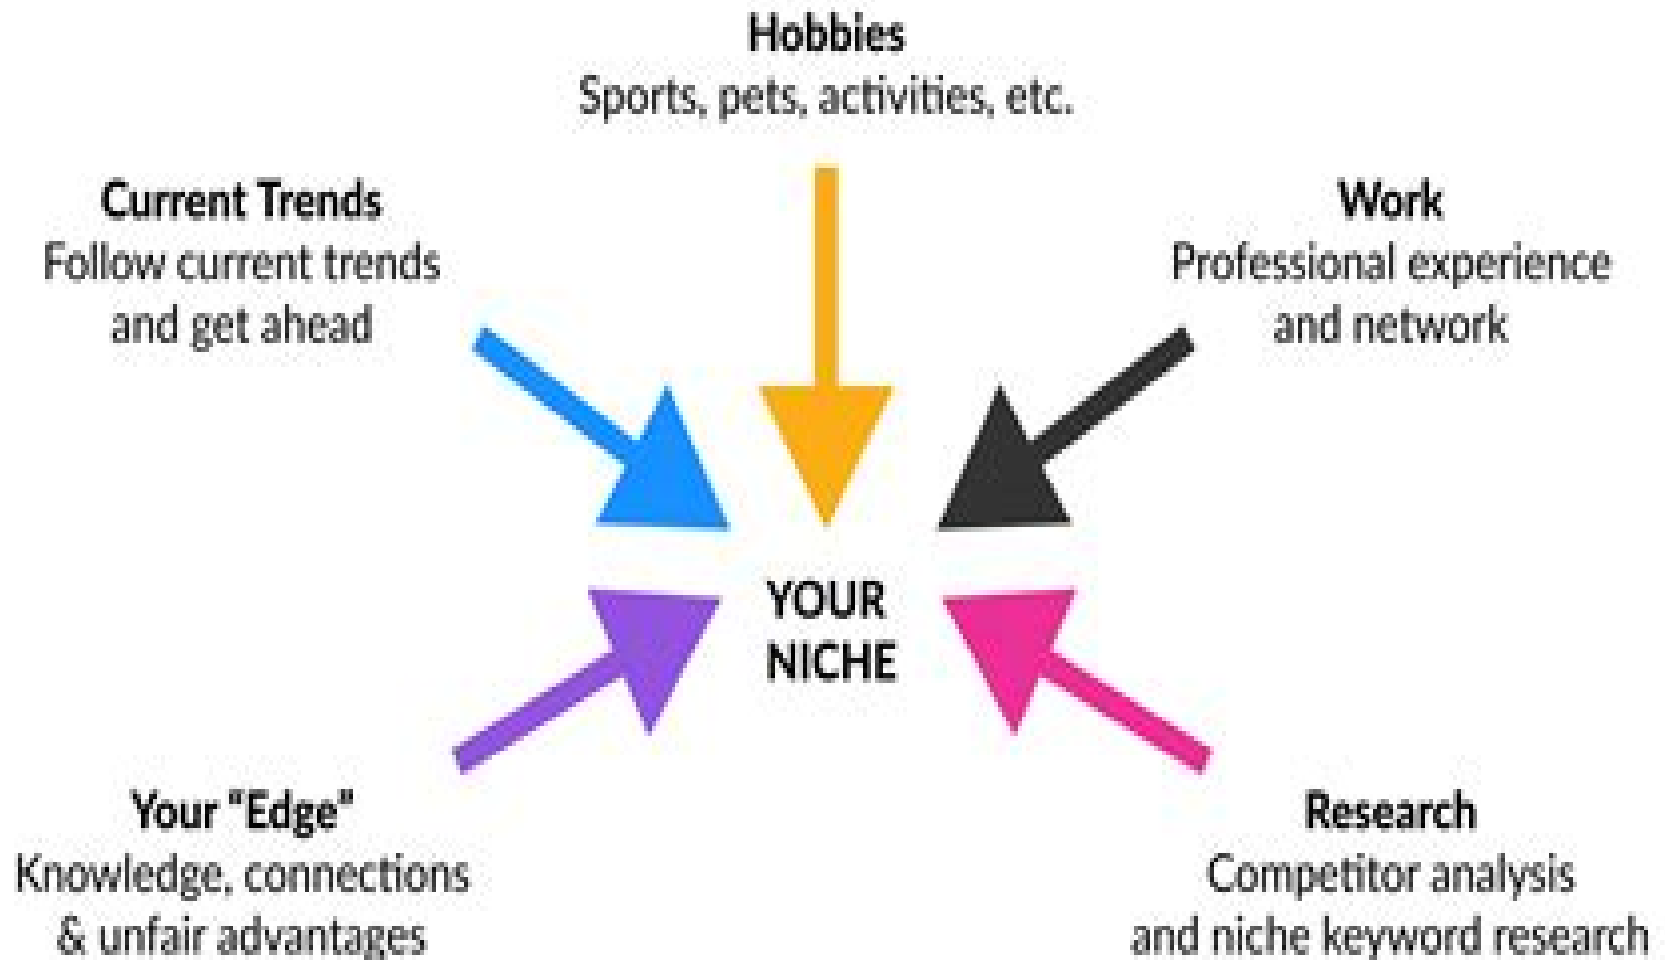 Hobbies
Sports, pets, activities, etc.
Current Trends
Follow current trends
and get ahead
Work
Professional experience
and network
YOUR
NICHE
Your “Edge”
Knowledge, connections
& unfair advantages
Research
Competitor analysis
and niche keyword research